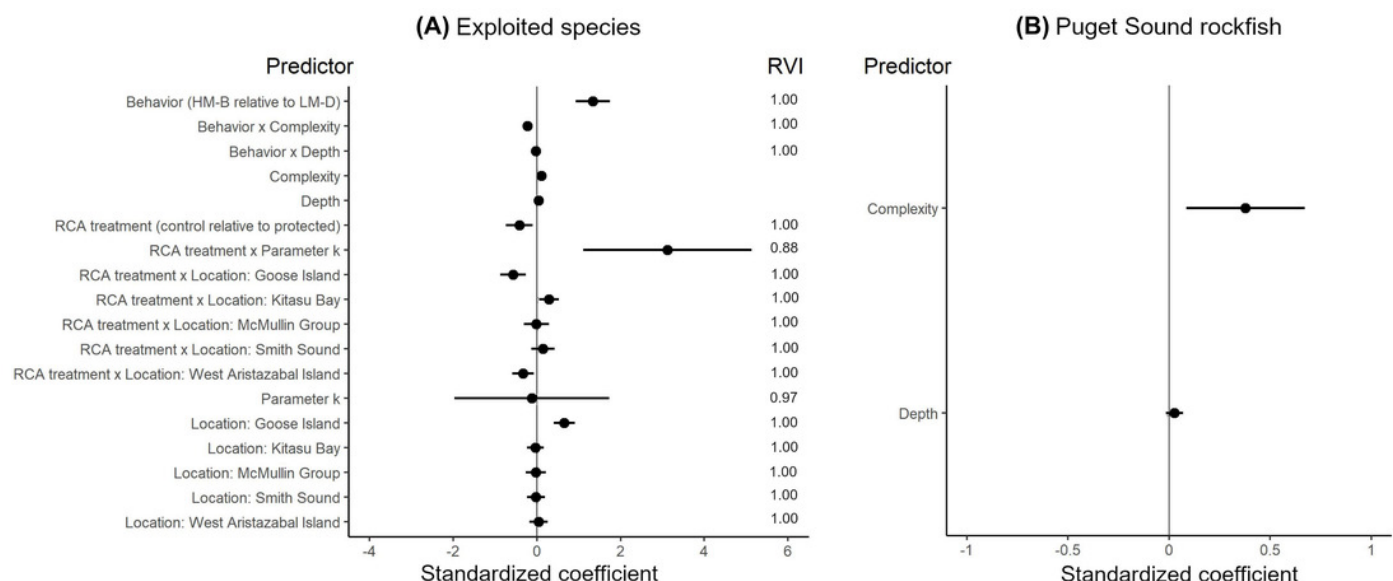 (A) Exploited species
Predictor RVI
Behavior (HM-B relative to LM-D) 1.00
Behavior x Complexity 1.00
Behavior x Depth 1.00
Complexity
Depth
RCA treatment (control relative to protected) 1.00
RCA treatment x Parameter k 0.88
RCA treatment x Location: Goose Island 1.00
RCA treatment x Location: Kitasu Bay 1.00
RCA treatment x Location: McMullin Group 1.00
RCA treatment x Location: Smith Sound 1.00
RCA treatment x Location: West Aristazabal Island 1.00
Parameter k 0.97
Location: Goose Island 1.00
Location: Kitasu Bay 1.00
Location: McMullin Group 1.00
Location: Smith Sound 1.00
Location: West Aristazabal Island 1.00
-4 -2 0 2 4 6
Standardized coefficient
(B) Puget Sound rockfish
Predictor
Complexity
Depth
-1 -0.5 0 0.5 1
Standardized coefficient